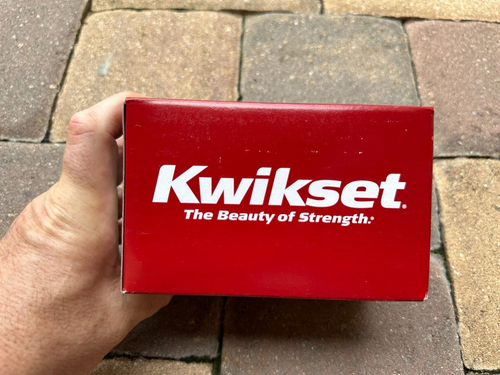 Kwikset.
The Beauty of Strength.®